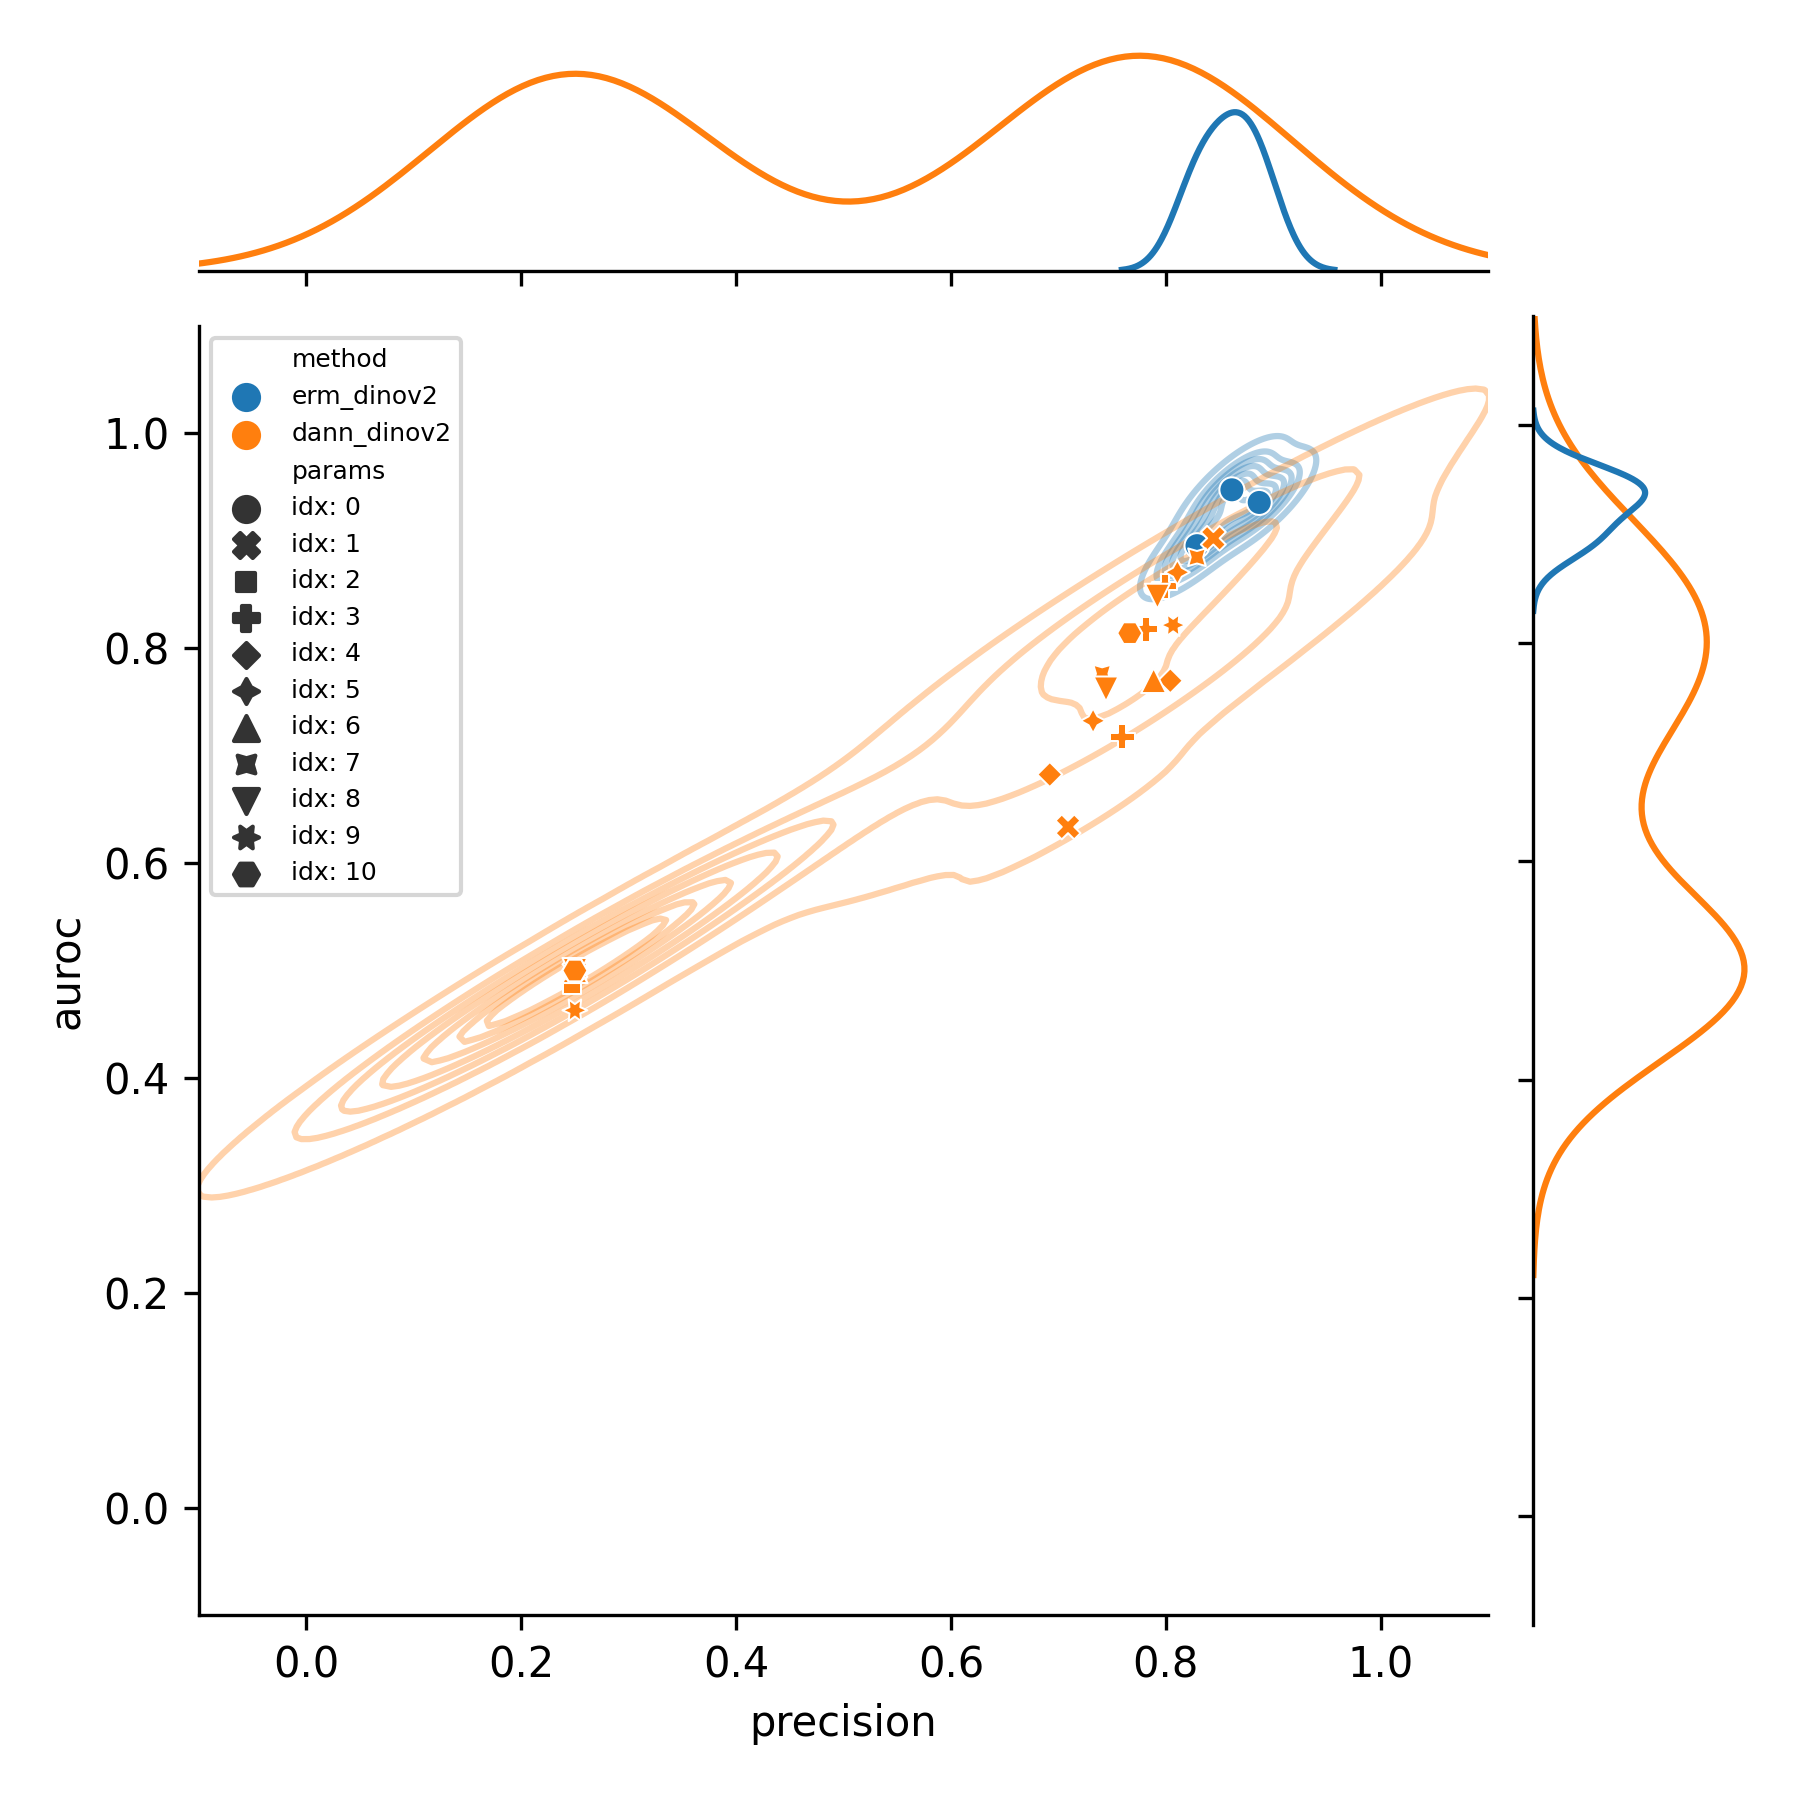 method
erm_dinov2
dann_dinov2
params
idx: 0
idx: 1
idx: 2
idx: 3
idx: 4
idx: 5
idx: 6
idx: 7
idx: 8
idx: 9
idx: 10
1.0
0.8
0.6
0.4
0.2
0.0
auroc
0.0 0.2 0.4 0.6 0.8 1.0
precision